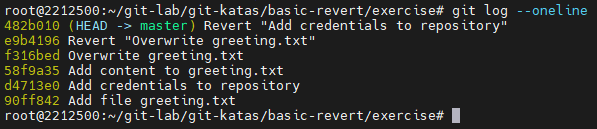 root@2212500:~/git-lab/git-katas/basic-revert/exercise# git log --oneline
482b010 (HEAD -> master) Revert "Add credentials to repository"
e9b4196 Revert "Overwrite greeting.txt"
f316bed Overwrite greeting.txt
58f9a35 Add content to greeting.txt
d4713e0 Add credentials to repository
90ff842 Add file greeting.txt
root@2212500:~/git-lab/git-katas/basic-revert/exercise#